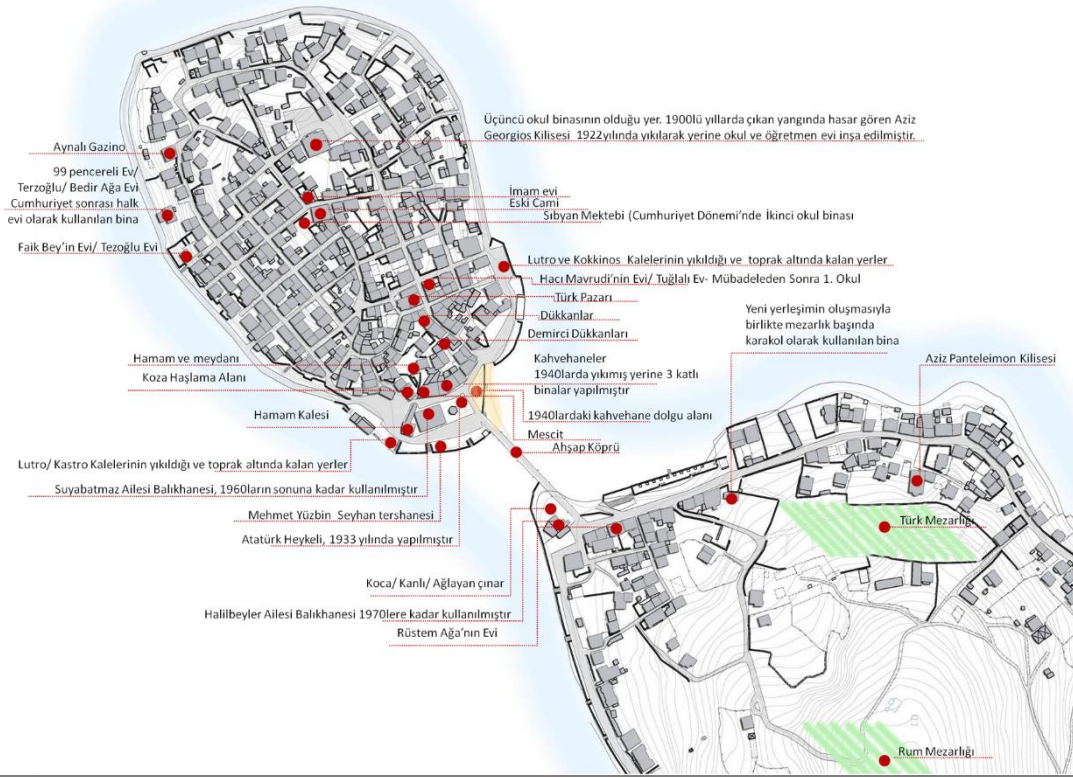 Üçüncü okul binasının olduğu yer. 1900lü yıllarda çıkan yangında hasar gören Aziz
Georgios Kilisesi 1922yılında yıkılarak yerine okul ve öğretmen evi inşa edilmiştir.
Aynalı Gazino
99 pencereli Ev/
Terzoğlu/ Bedir Ağa Evi
Cumhuriyet sonrası halk
evi olarak kullanılan bina
İmam evi
Eski Cami
Sıbyan Mektebi (Cumhuriyet Dönemi'nde İkinci okul binası
Faik Bey'in Evi/ Tezoğlu Evi
Lutro ve Kokkinos Kalelerinin yıkıldığı ve toprak altında kalan yerler
Hacı Mavrudi'nin Evi/ Tuğlalı Ev- Mübadeleden Sonra 1. Okul
Türk Pazarı
Dükkanlar
Demirci Dükkanları
Yeni yerleşimin oluşmasıyla
birlikte mezarlık başında
karakol olarak kullanılan bina
Aziz Panteleimon Kilisesi
Hamam ve meydanı
Koza Haşlama Alanı
Kahvehaneler
1940larda yıkımış yerine 3 katlı
binalar yapılmıştır
Hamam Kalesi
1940lardaki kahvehane dolgu alanı
Mescit
Ahşap Köprü
Lutro/ Kastro Kalelerinin yıkıldığı ve toprak altında kalan yerler
Suyabatmaz Ailesi Balıkhanesi, 1960ların sonuna kadar kullanılmıştır
Mehmet Yüzbin Seyhan tershanesi
Atatürk Heykeli, 1933 yılında yapılmıştır
Türk Mezarlığı
Koca/ Kanlı/ Ağlayan çınar
Halilbeyler Ailesi Balıkhanesi 1970lere kadar kullanılmıştır
Rüstem Ağa'nın Evi
Rum Mezarlığı